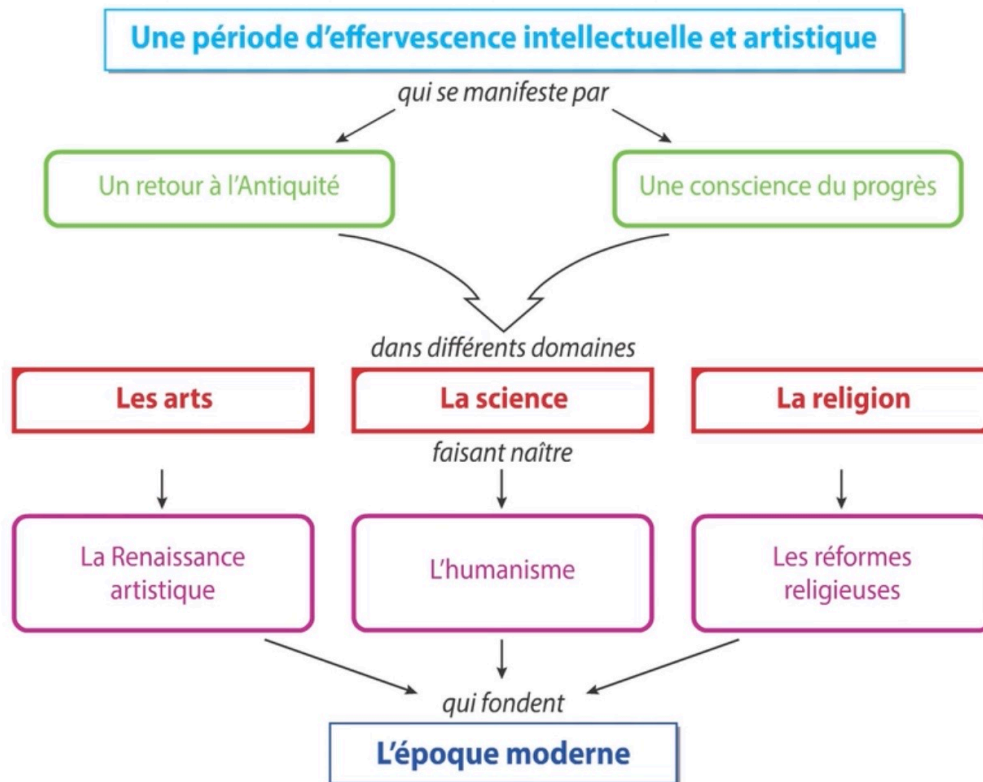 Une période d’effervescence intellectuelle et artistique
qui se manifeste par
Un retour à l’Antiquité
Une conscience du progrès
dans différents domaines
Les arts
La science
La religion
faisant naître
La Renaissance
artistique
L’humanisme
Les réformes
religieuses
qui fondent
L’époque moderne